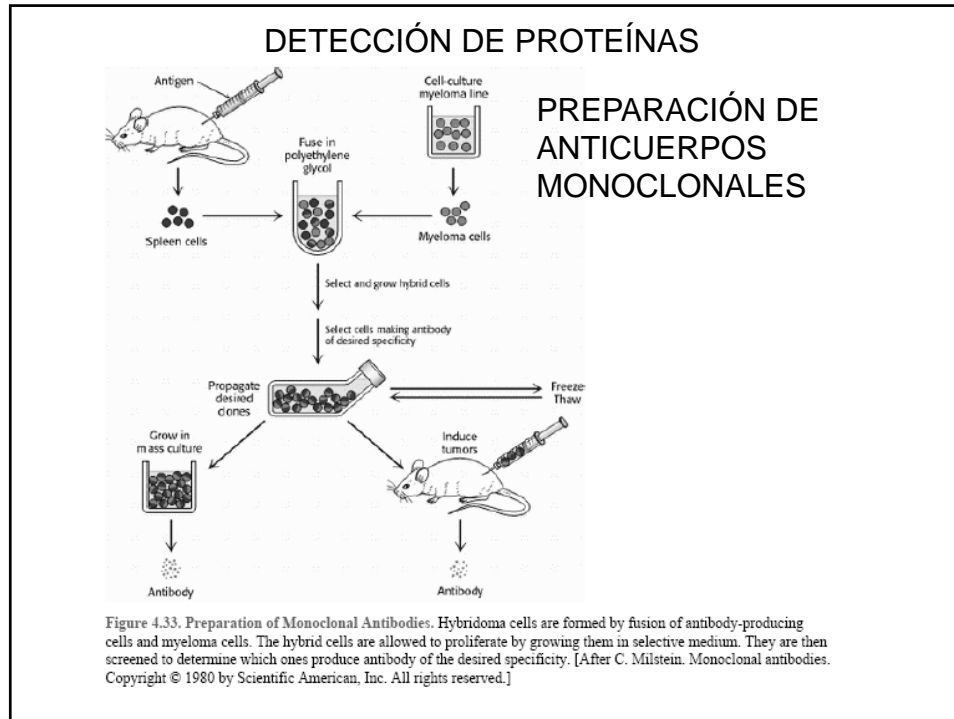 DETECCIÓN DE PROTEÍNAS
PREPARACIÓN DE
ANTICUERPOS
MONOCLONALES
Antigen
Cell-culture
myeloma line
Fuse in
polyethylene
glycol
Spleen cells
Myeloma cells
Select and grow hybrid cells
Select cells making antibody
of desired specificity
Propagate
desired
clones
Freeze
Thaw
Grow in
mass culture
Induce
tumors
Antibody
Antibody
Figure 4.33. Preparation of Monoclonal Antibodies. Hybridoma cells are formed by fusion of antibody-producing
cells and myeloma cells. The hybrid cells are allowed to proliferate by growing them in selective medium. They are then
screened to determine which ones produce antibody of the desired specificity. [After C. Milstein. Monoclonal antibodies.
Copyright © 1980 by Scientific American, Inc. All rights reserved.]